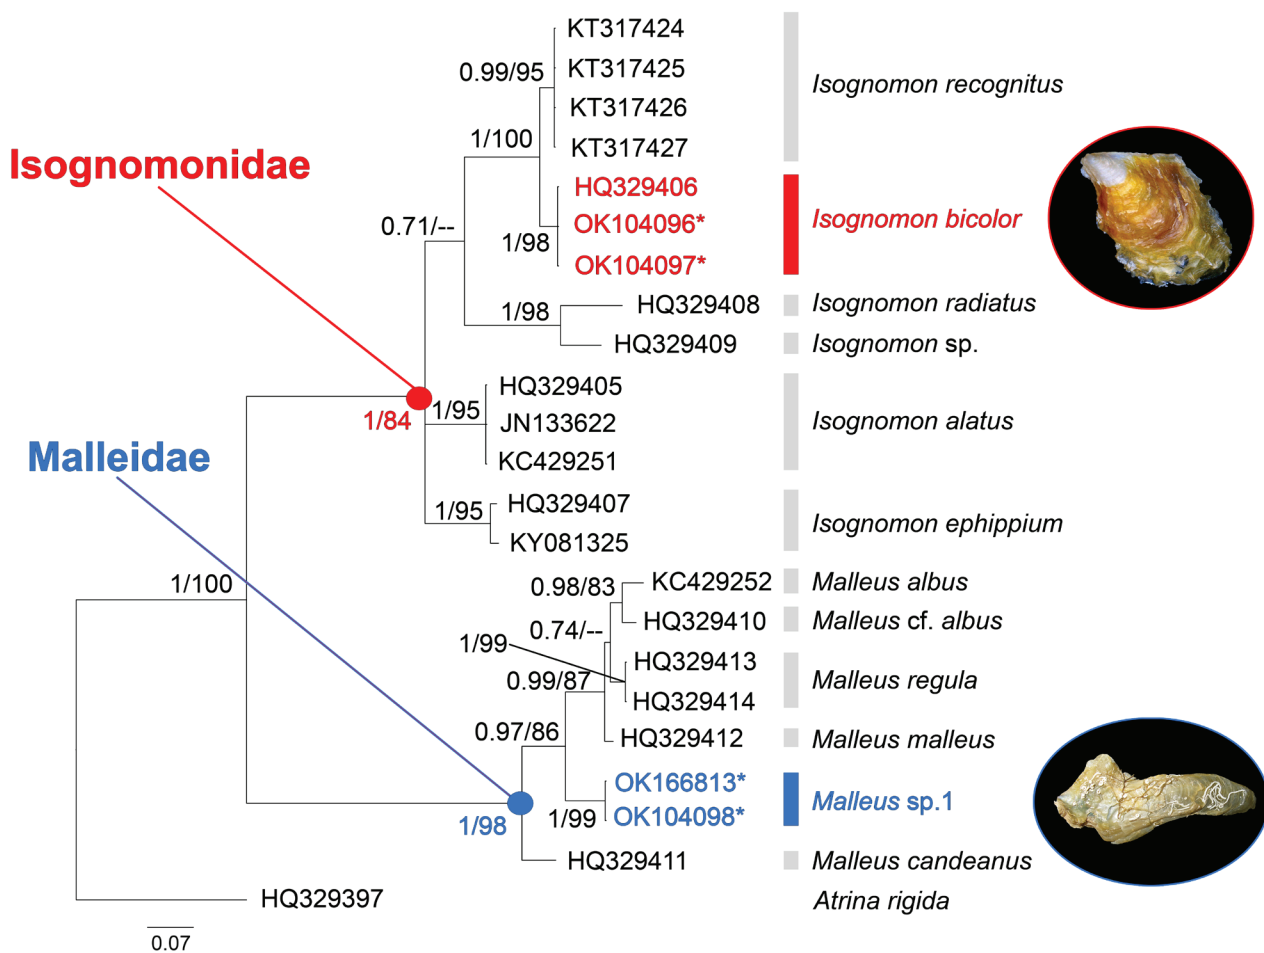 KT317424
0.99/95
KT317425
Isognomon recognitus
KT317426
1/100
KT317427
Isognomonidae
HQ329406
0.71/--
OK104096*
Isognomon bicolor
1/98
OK104097*
1/98
HQ329408
Isognomon radiatus
HQ329409
Isognomon sp.
HQ329405
1/84
1/95
JN133622
Isognomon alatus
KC429251
Malleidae
HQ329407
1/95
Isognomon ephippium
KY081325
1/100
0.98/83
KC429252
Malleus albus
HQ329410
Malleus cf. albus
0.74/--
1/99
HQ329413
0.99/87
Malleus regula
HQ329414
0.97/86
HQ329412
Malleus malleus
OK166813*
Malleus sp.1
1/98
1/99
OK104098*
HQ329411
Malleus candeanus
HQ329397
Atrina rigida
0.07